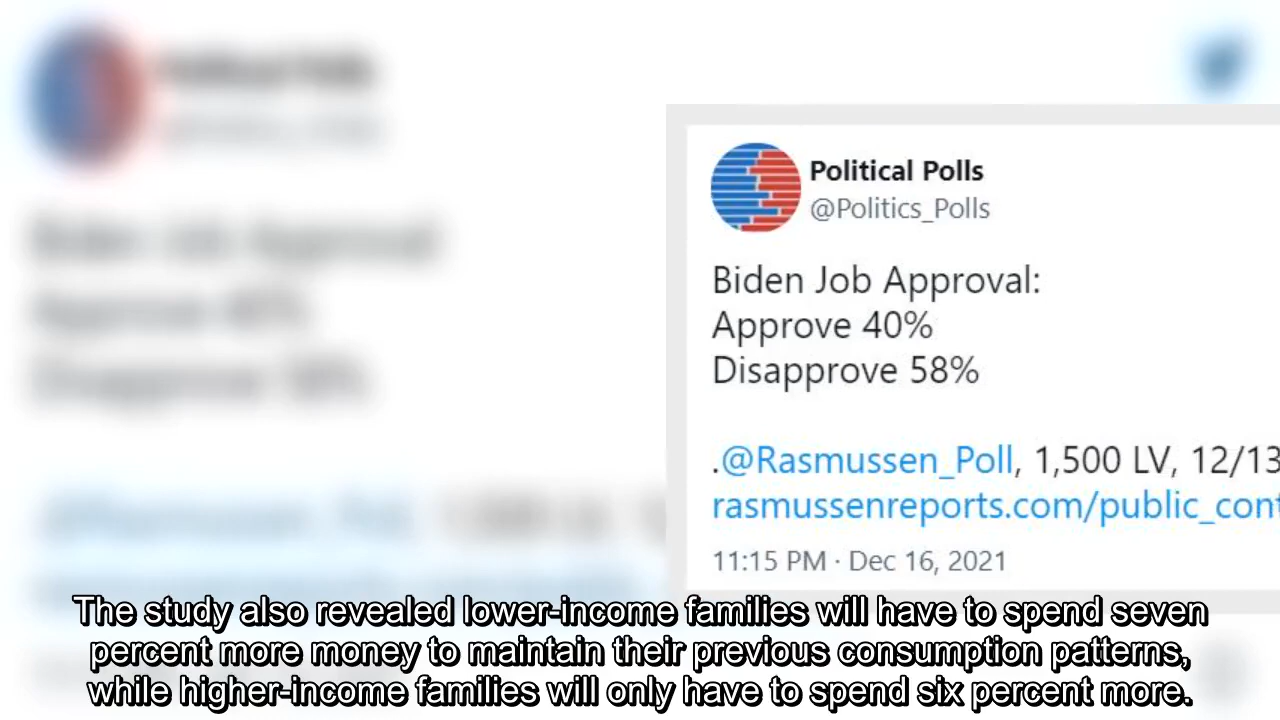 Political Polls
@Politics_Polls
Biden Job Approval:
Approve 40%
Disapprove 58%
.@Rasmussen_Poll, 1,500 LV, 12/13
rasmussenreports.com/public_cont
11:15 PM · Dec 16, 2021
The study also revealed lower-income families will have to spend seven
percent more money to maintain their previous consumption patterns,
while higher-income families will only have to spend six percent more.